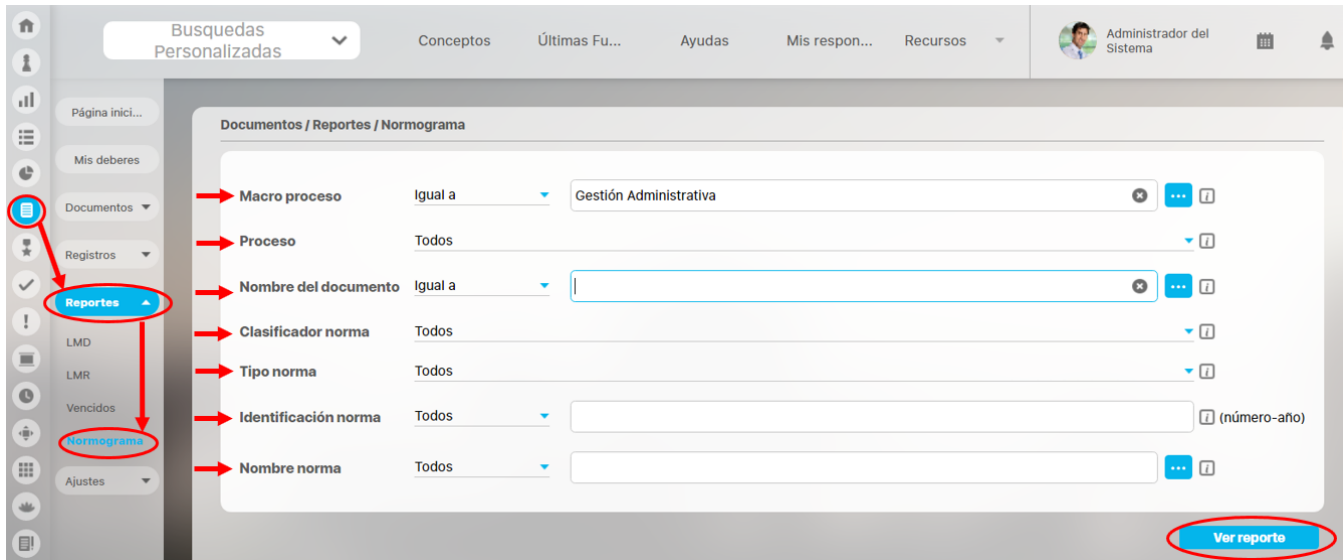 Busquedas
Personalizadas
Conceptos
Últimas Fu...
Ayudas
Mis respon...
Recursos
Administrador del
Sistema
Página inici...
Mis deberes
Documentos
Registros
Reportes
LMD
LMR
Vencidos
Normograma
Ajustes
Documentos / Reportes / Normograma
Macro proceso Igual a Gestión Administrativa
Proceso Todos
Nombre del documento Igual a
Clasificador norma Todos
Tipo norma Todos
Identificación norma Todos (número-año)
Nombre norma Todos
Ver reporte